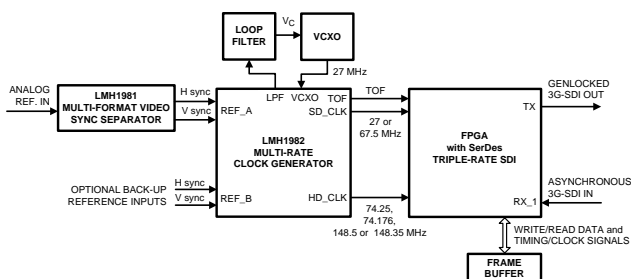 LOOP
FILTER
VC
VCXO
27 MHz
ANALOG
REF. IN
LMH1981
MULTI-FORMAT VIDEO
SYNC SEPARATOR
H sync
V sync
LPF VCXO TOF
REF_A
SD_CLK
LMH1982
MULTI-RATE
CLOCK GENERATOR
OPTIONAL BACK-UP
REFERENCE INPUTS
H sync
V sync
REF_B
HD_CLK
TOF
27 or
67.5 MHz
74.25,
74.176,
148.5 or 148.35 MHz
FPGA
with SerDes
TRIPLE-RATE SDI
TX
RX_1
GENLOCKED
3G-SDI OUT
ASYNCHRONOUS
3G-SDI IN
WRITE/READ DATA and
TIMING/CLOCK SIGNALS
FRAME
BUFFER